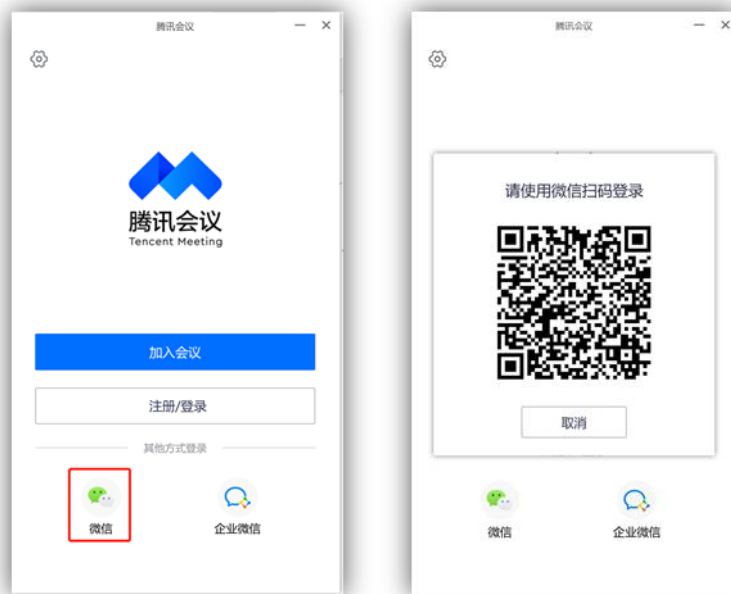 腾讯会议
腾讯会议
Tencent Meeting
加入会议
注册/登录
其他方式登录
微信
企业微信
腾讯会议
请使用微信扫码登录
取消
微信
企业微信